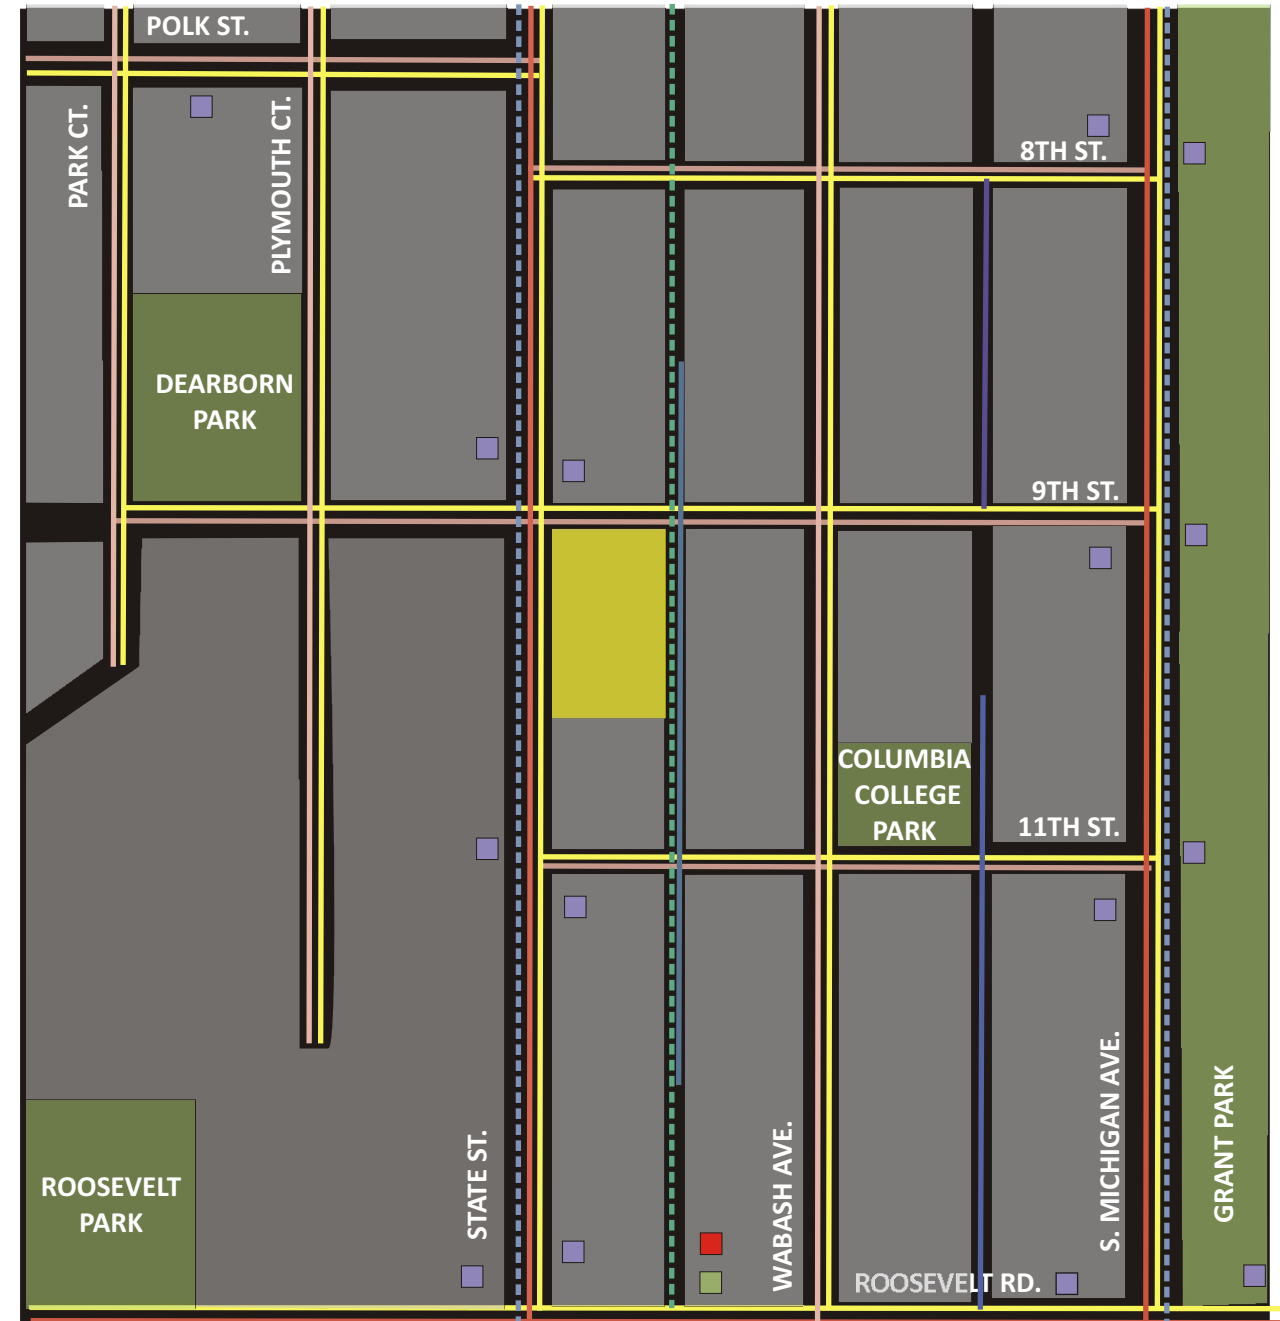 POLK ST.
PARK CT.
PLYMOUTH CT.
8TH ST.
DEARBORN
PARK
9TH ST.
COLUMBIA
COLLEGE
PARK
11TH ST.
ROOSEVELT
PARK
STATE ST.
WABASH AVE.
S. MICHIGAN AVE.
GRANT PARK
ROOSEVELT RD.